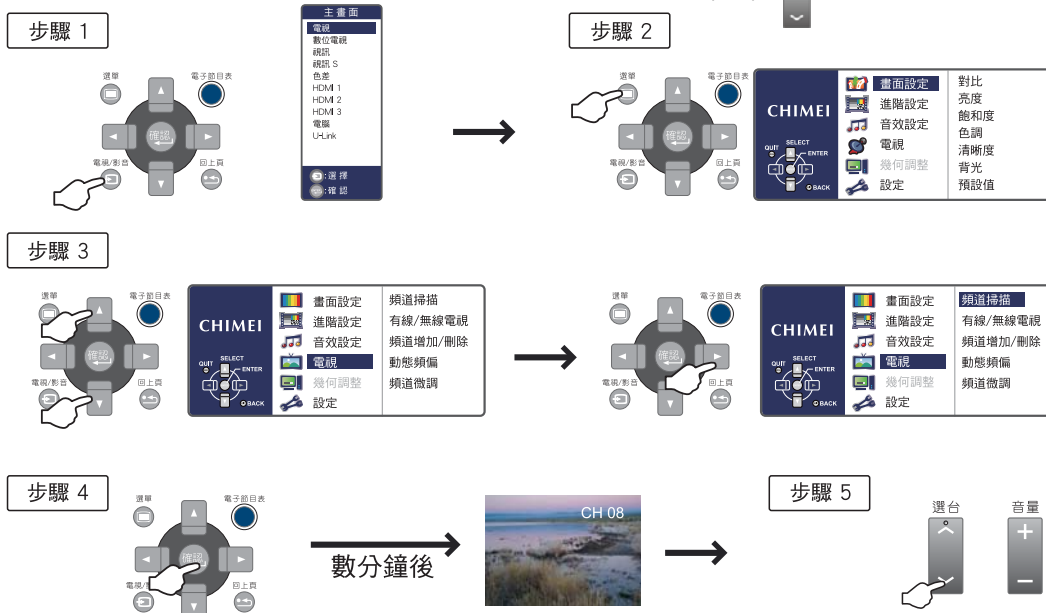 步驟 1
選單
電子節目表
確認
電視/影音
回上頁
主畫面
電視
數位電視
視訊
視訊 S
色差
HDMI 1
HDMI 2
HDMI 3
電腦
U-Link
:選擇
:確認
步驟 2
選單
電子節目表
確認
電視/影音
回上頁
CHIMEI
QUIT
SELECT
ENTER
BACK
畫面設定
進階設定
音效設定
電視
幾何調整
設定
對比
亮度
飽和度
色調
清晰度
背光
預設值
步驟 3
選單
電子節目表
確認
電視/影音
回上頁
CHIMEI
QUIT
SELECT
ENTER
BACK
畫面設定
進階設定
音效設定
電視
幾何調整
設定
頻道掃描
有線/無線電視
頻道增加/刪除
動態頻偏
頻道微調
選單
電子節目表
確認
電視/影音
回上頁
CHIMEI
QUIT
SELECT
ENTER
BACK
畫面設定
進階設定
音效設定
電視
幾何調整
設定
頻道掃描
有線/無線電視
頻道增加/刪除
動態頻偏
頻道微調
步驟 4
選單
電子節目表
確認
電視/
回上頁
數分鐘後
CH 08
步驟 5
選台
音量
+
−